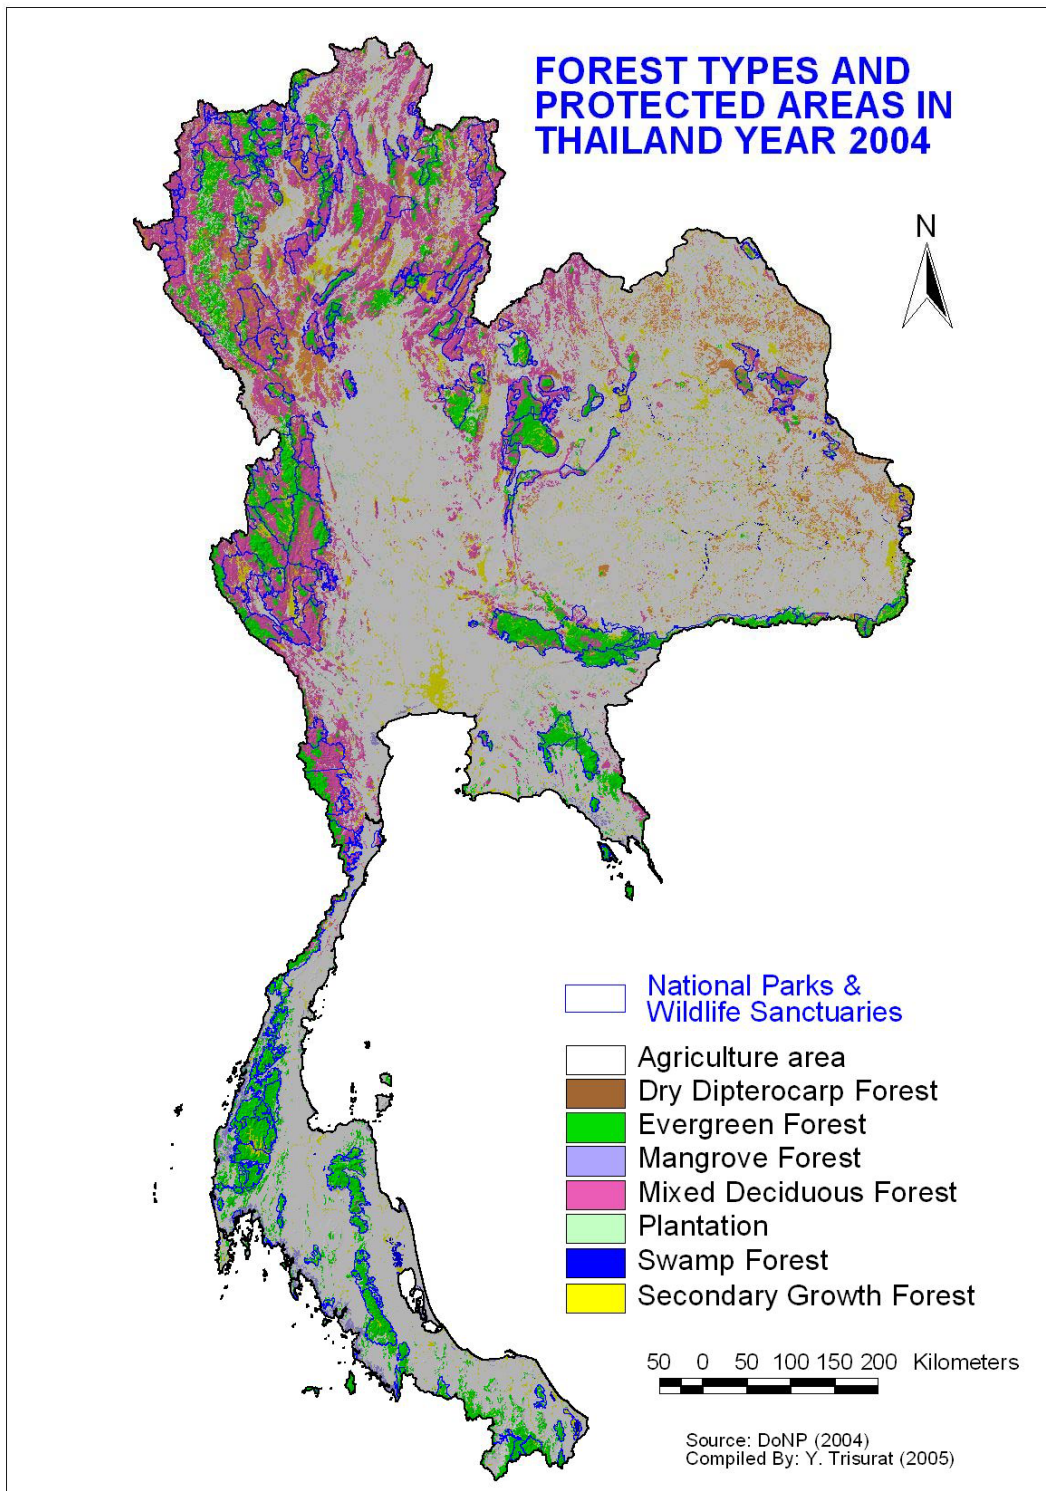 FOREST TYPES AND
PROTECTED AREAS IN
THAILAND YEAR 2004
N
National Parks &
Wildlife Sanctuaries
Agriculture area
Dry Dipterocarp Forest
Evergreen Forest
Mangrove Forest
Mixed Deciduous Forest
Plantation
Swamp Forest
Secondary Growth Forest
50 0 50 100 150 200 Kilometers
Source: DoNP (2004)
Compiled By: Y. Trisurat (2005)